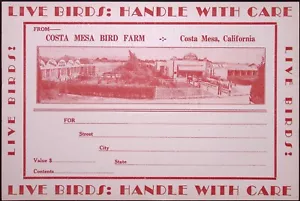 LIVE BIRDS: HANDLE WITH CARE
FROM—
COSTA MESA BIRD FARM -:- Costa Mesa, California
LIVE BIRDS:
LIVE BIRDS:
FOR
Street
City
Value $ State
Contents
LIVE BIRDS: HANDLE WITH CARE